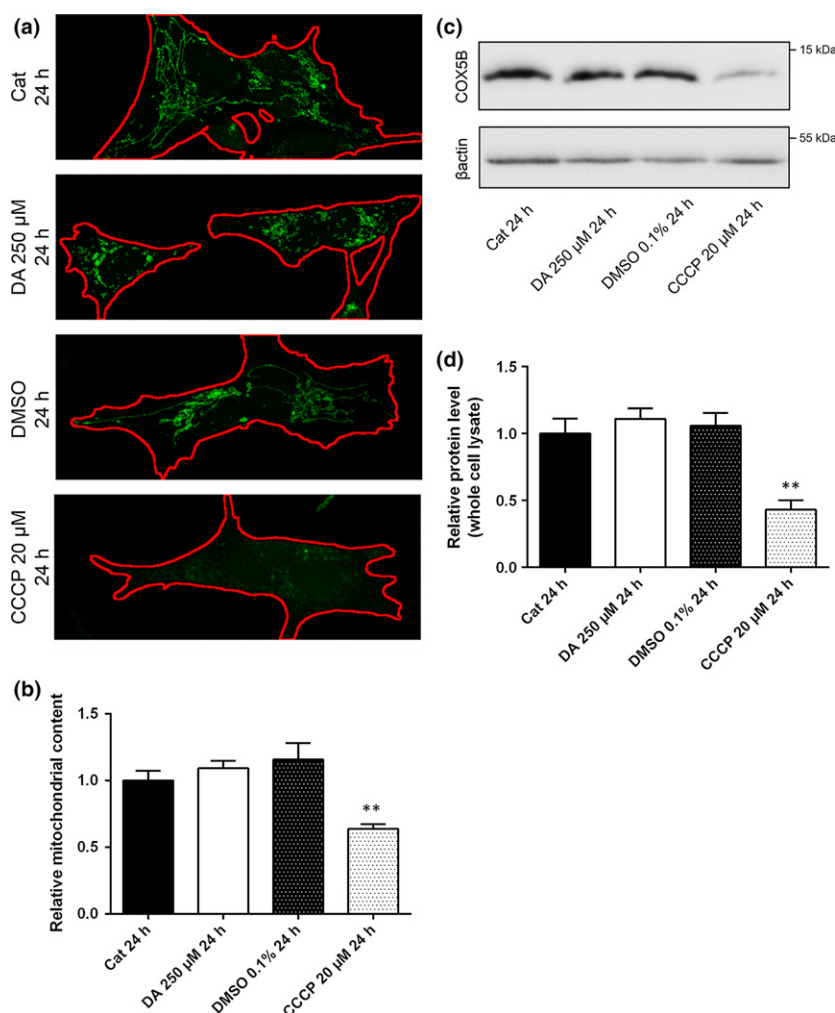 (a)
Cat
24 h
DA 250 µM
24 h
DMSO
24 h
CCCP 20 µM
24 h
(b)
Relative mitochondrial content
1.5
1.0
0.5
0.0
**
Cat 24 h
DA 250 µM 24 h
DMSO 0.1% 24 h
CCCP 20 µM 24 h
(c)
COX5B
15 kDa
βactin
55 kDa
Cat 24 h
DA 250 µM 24 h
DMSO 0.1% 24 h
CCCP 20 µM 24 h
(d)
Relative protein level
(whole cell lysate)
1.5
1.0
0.5
0.0
**
Cat 24 h
DA 250 µM 24 h
DMSO 0.1% 24 h
CCCP 20 µM 24 h